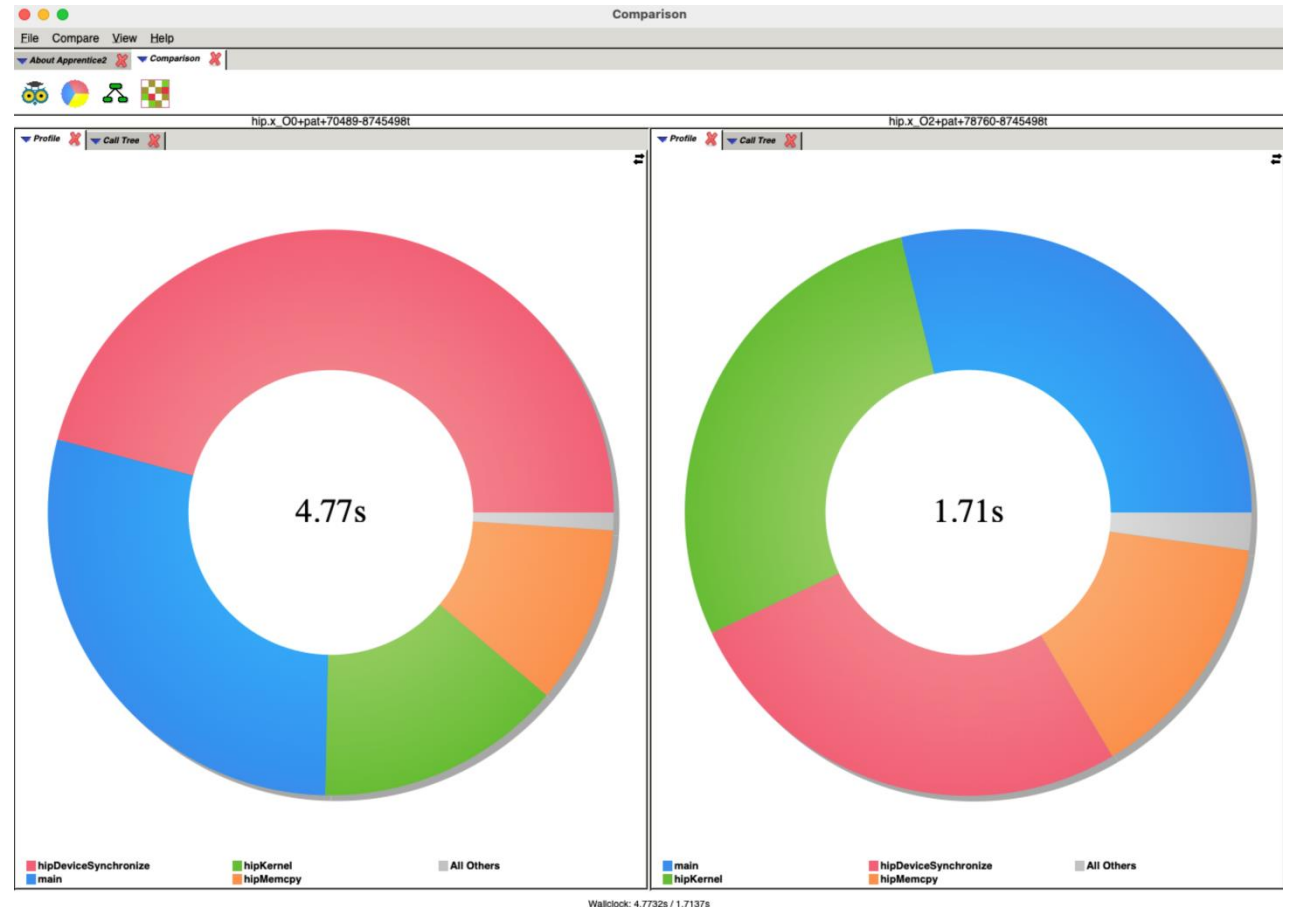 Comparison
File Compare View Help
About Apprentice2 Comparison
hip.x_O0+pat+70489-8745498t hip.x_O2+pat+78760-8745498t
Profile Call Tree Profile Call Tree
4.77s 1.71s
hipDeviceSynchronize hipKernel All Others main hipDeviceSynchronize All Others
main hipMemcpy hipKernel hipMemcpy
Wallclock: 4.7732s / 1.7137s